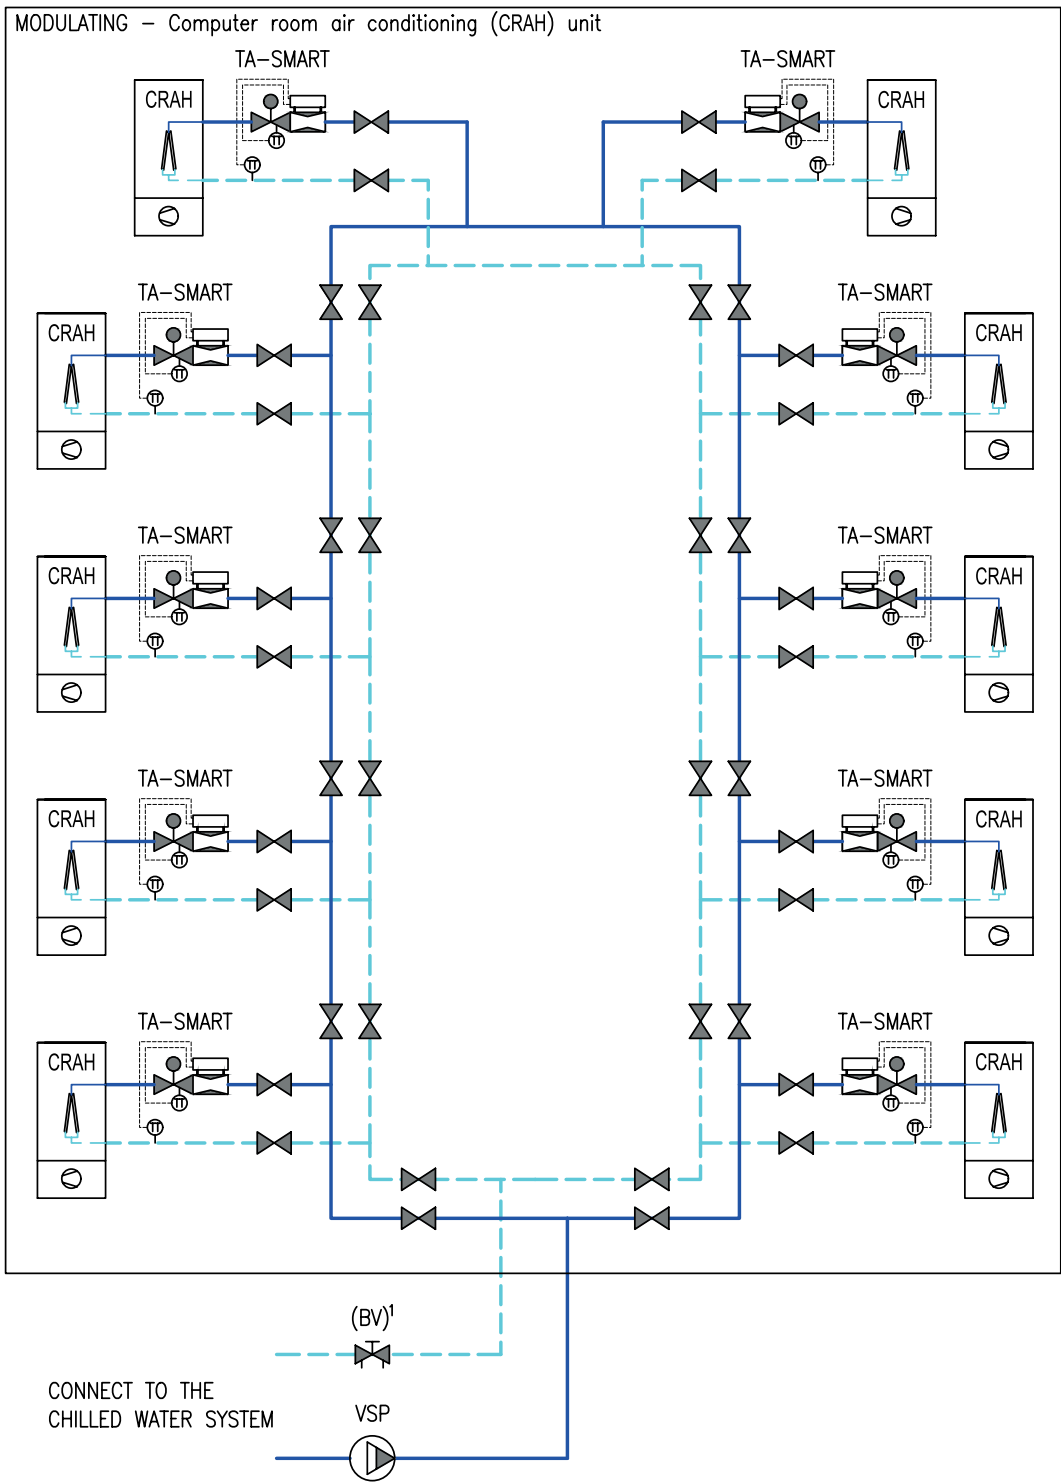 MODULATING - Computer room air conditioning (CRAH) unit
TA-SMART
TA-SMART
CRAH
CRAH
TA-SMART
TA-SMART
CRAH
CRAH
TA-SMART
TA-SMART
CRAH
CRAH
TA-SMART
TA-SMART
CRAH
CRAH
TA-SMART
TA-SMART
CRAH
CRAH
(BV)¹
CONNECT TO THE
CHILLED WATER SYSTEM
VSP